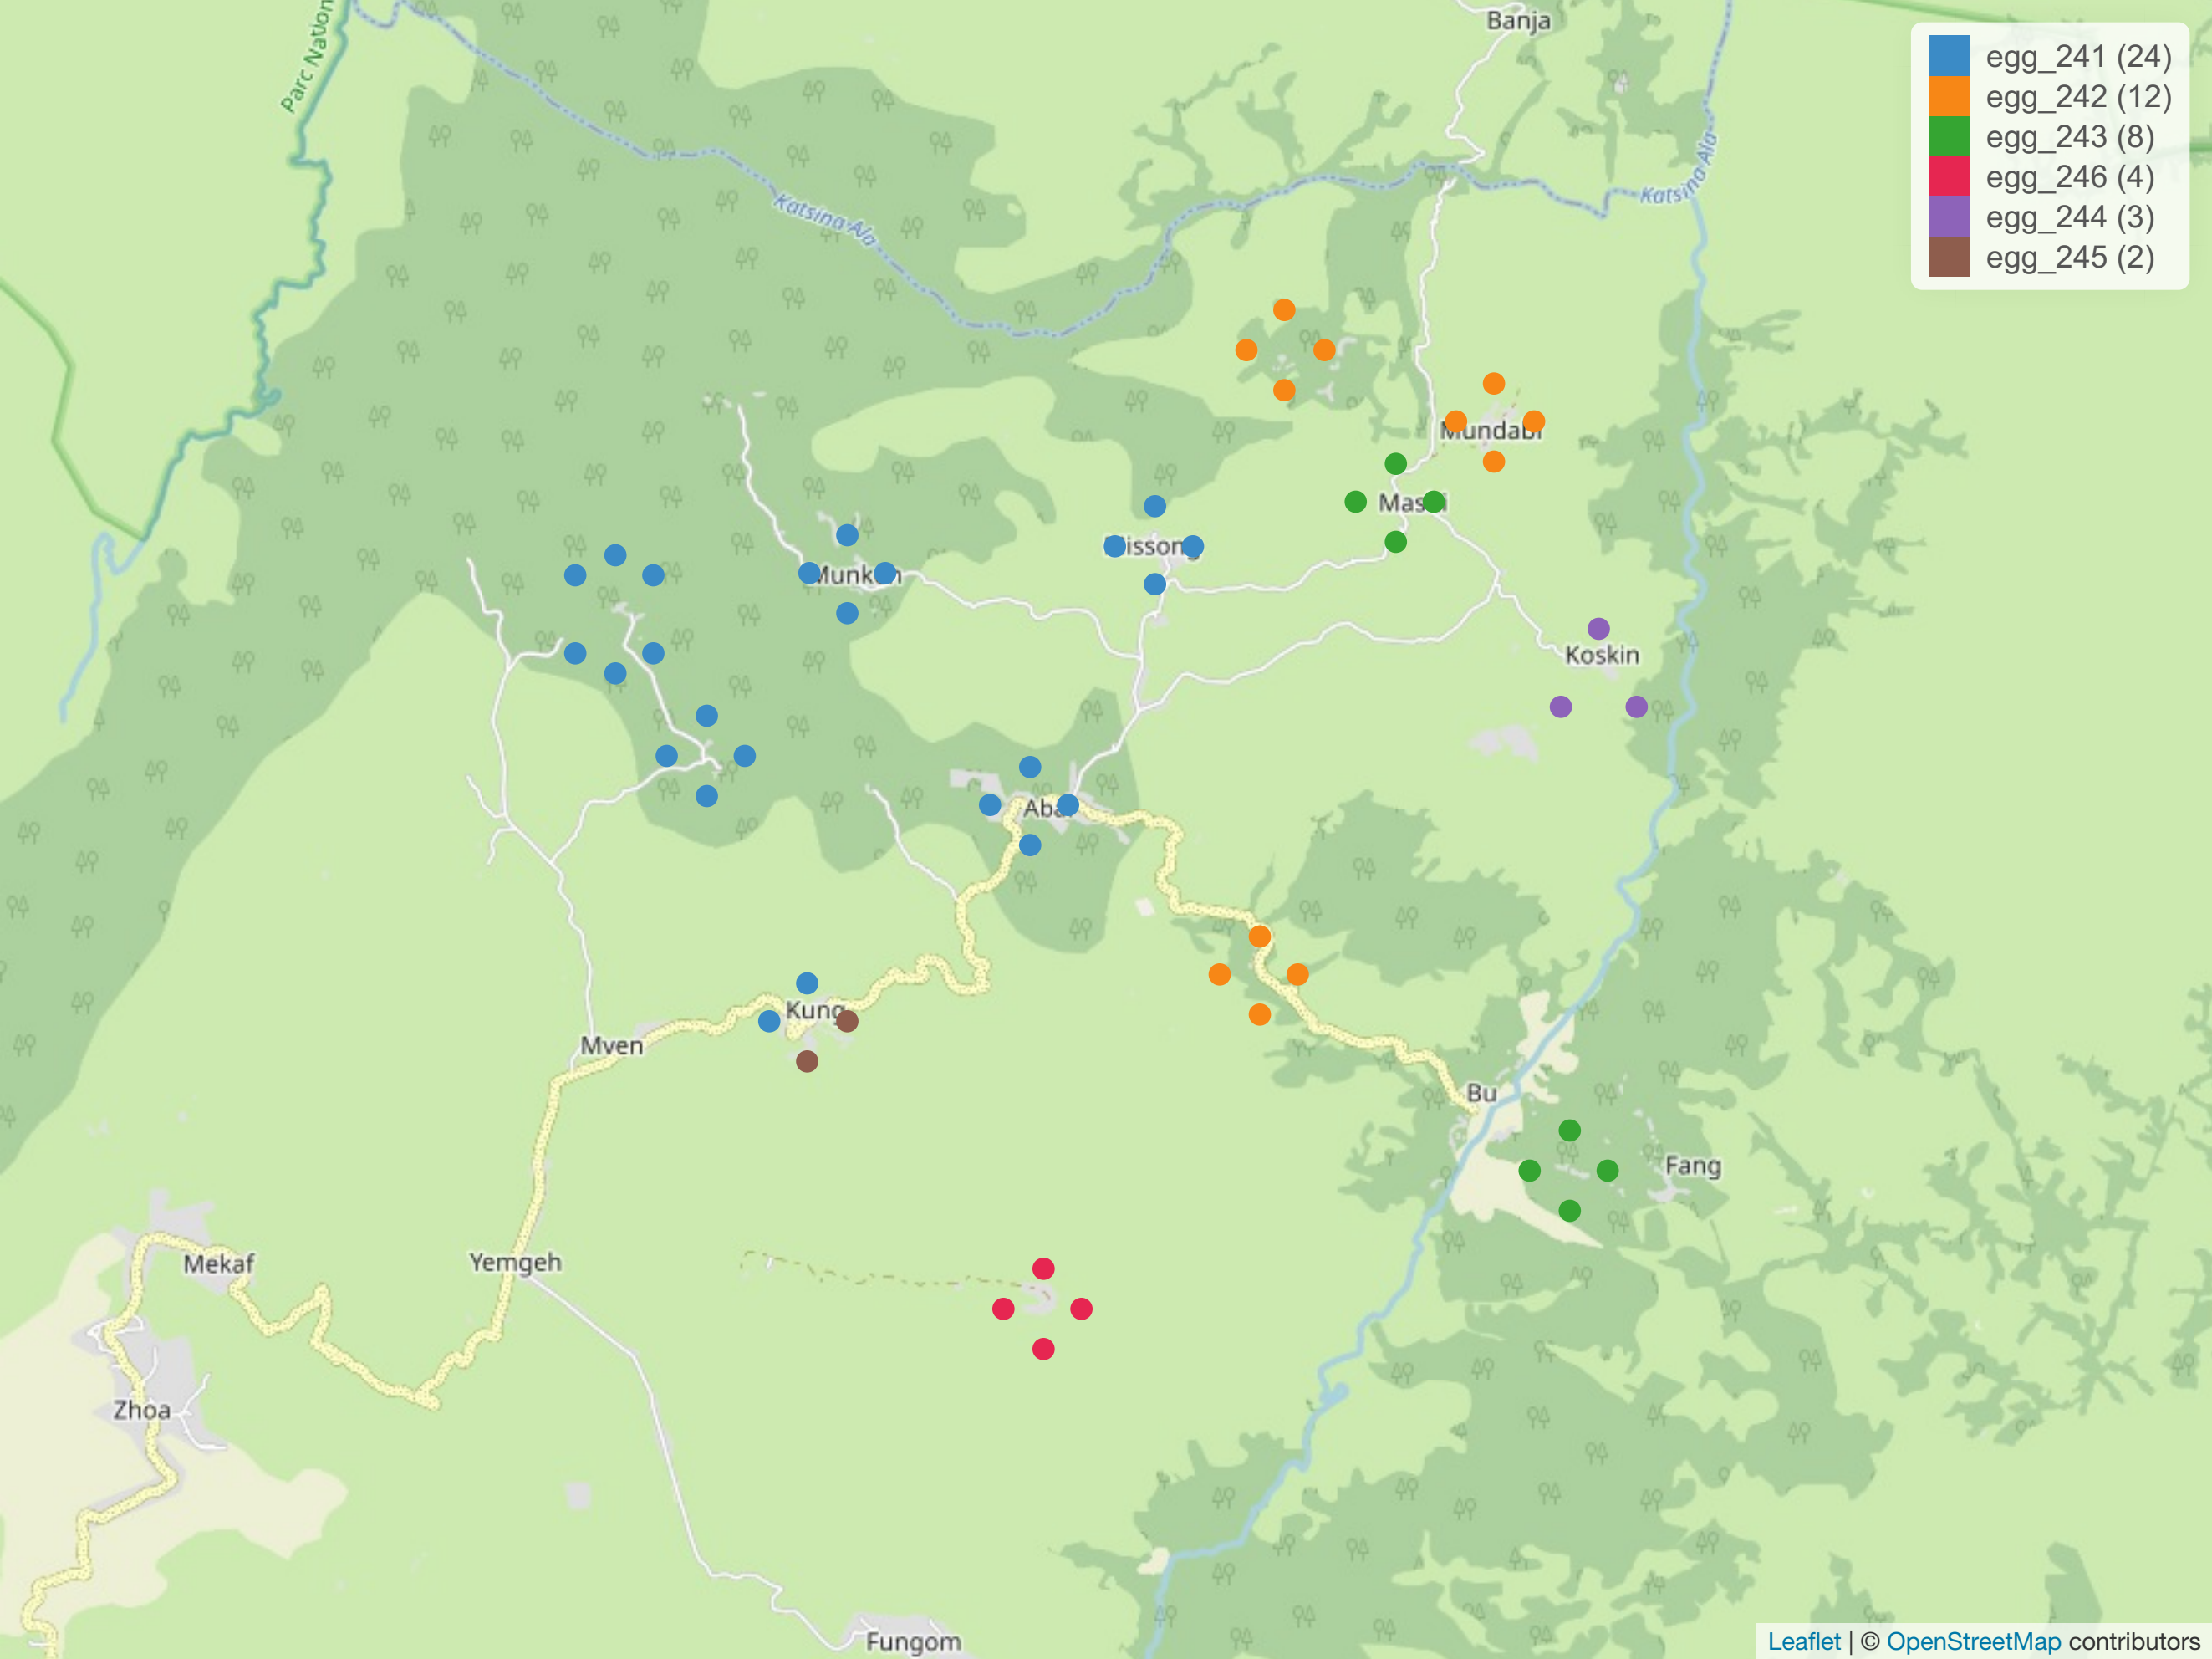 Banja
Parc Nation
egg_241 (24)
egg_242 (12)
egg_243 (8)
egg_246 (4)
egg_244 (3)
egg_245 (2)
Katsina Ala
Katsina-Ala
Mundabi
Koskin
Kung
Mven
Bu
Fang
Mekaf
Yemgeh
Zhoa
Fungom
Leaflet | © OpenStreetMap contributors